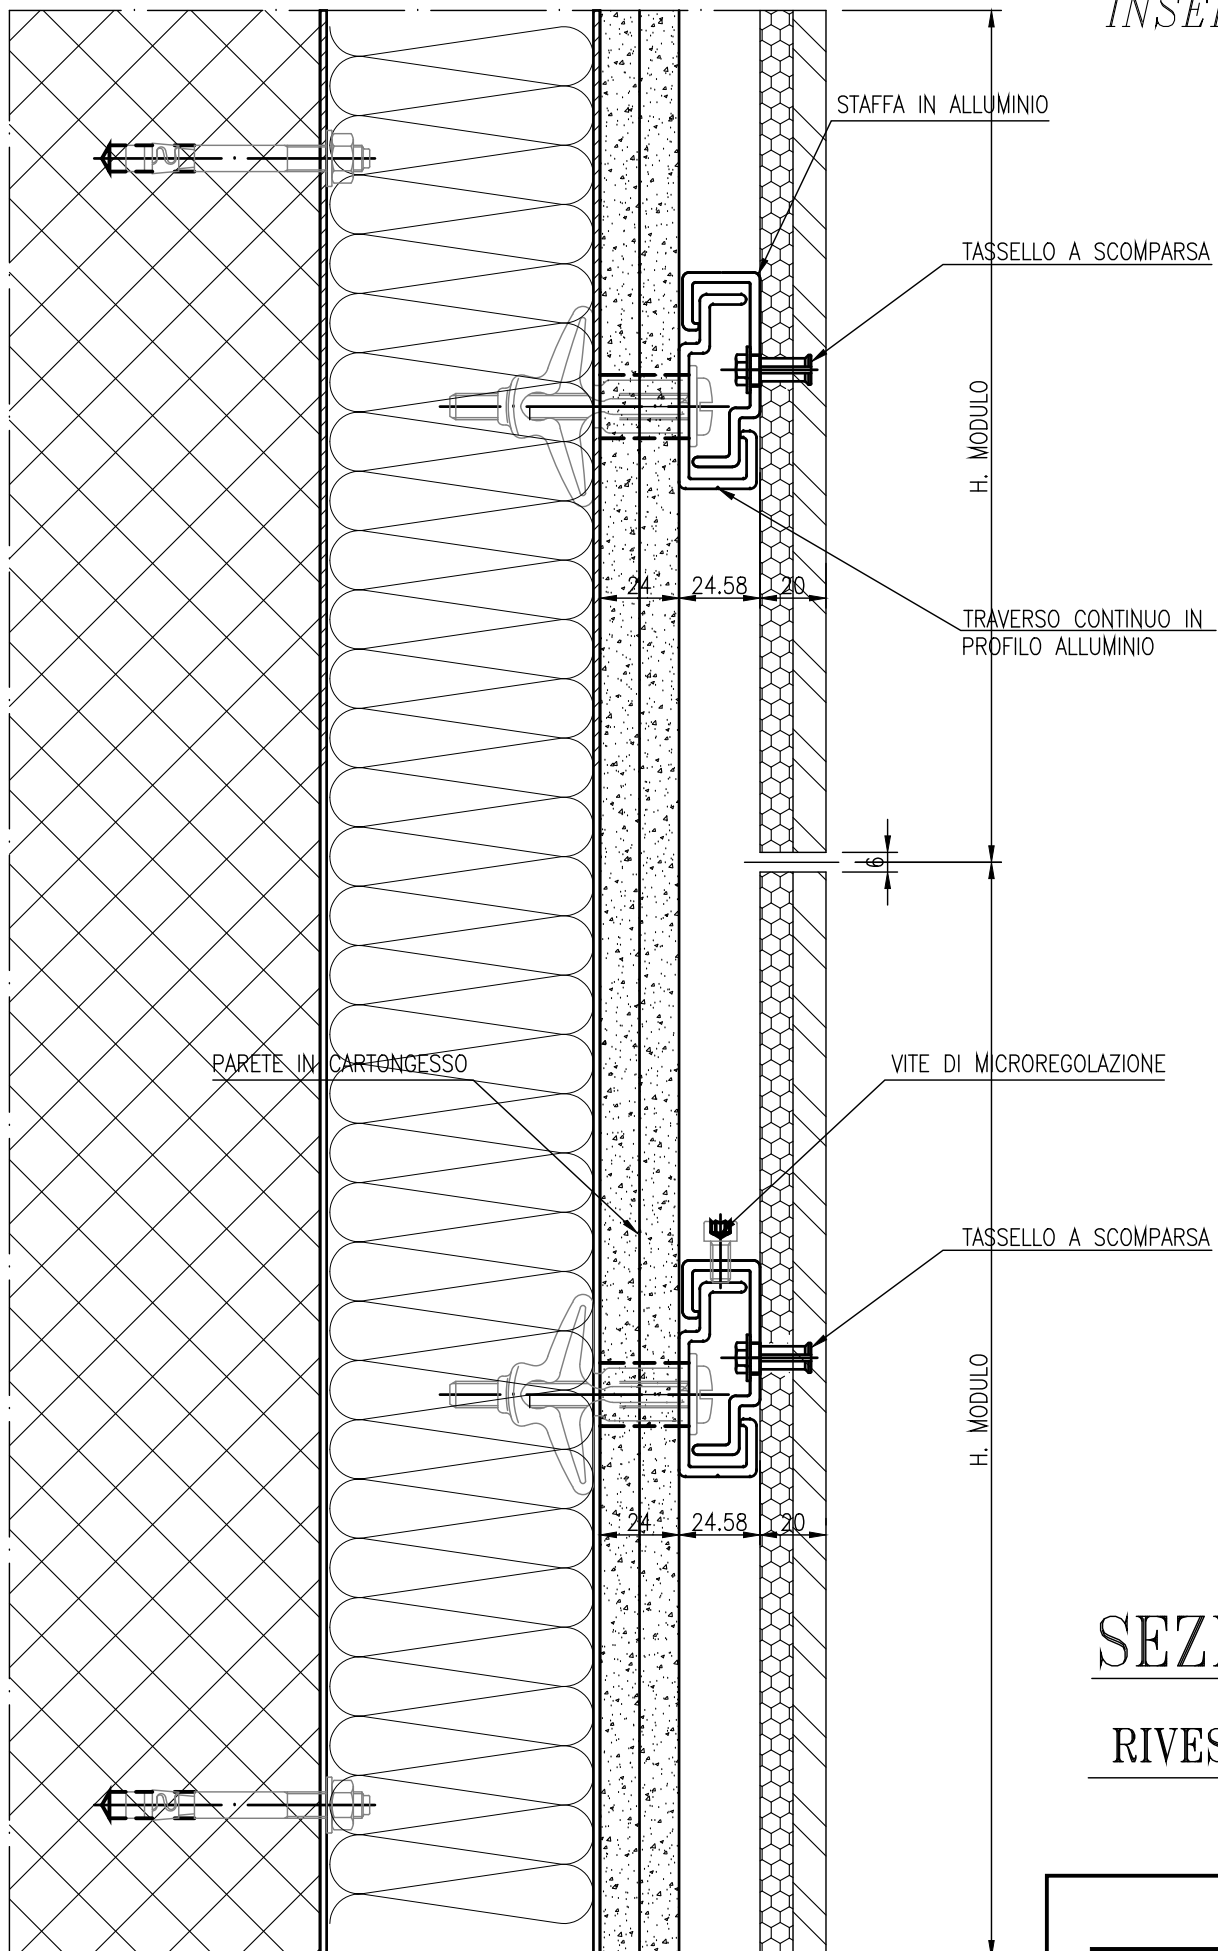 STAFFA IN ALLUMINIO
TASSELLO A SCOMPARSA
H. MODULO
24
24.58
20
TRAVERSO CONTINUO IN
PROFILO ALLUMINIO
6
PARETE IN CARTONGESSO
VITE DI MICROREGOLAZIONE
TASSELLO A SCOMPARSA
H. MODULO
24
24.58
20